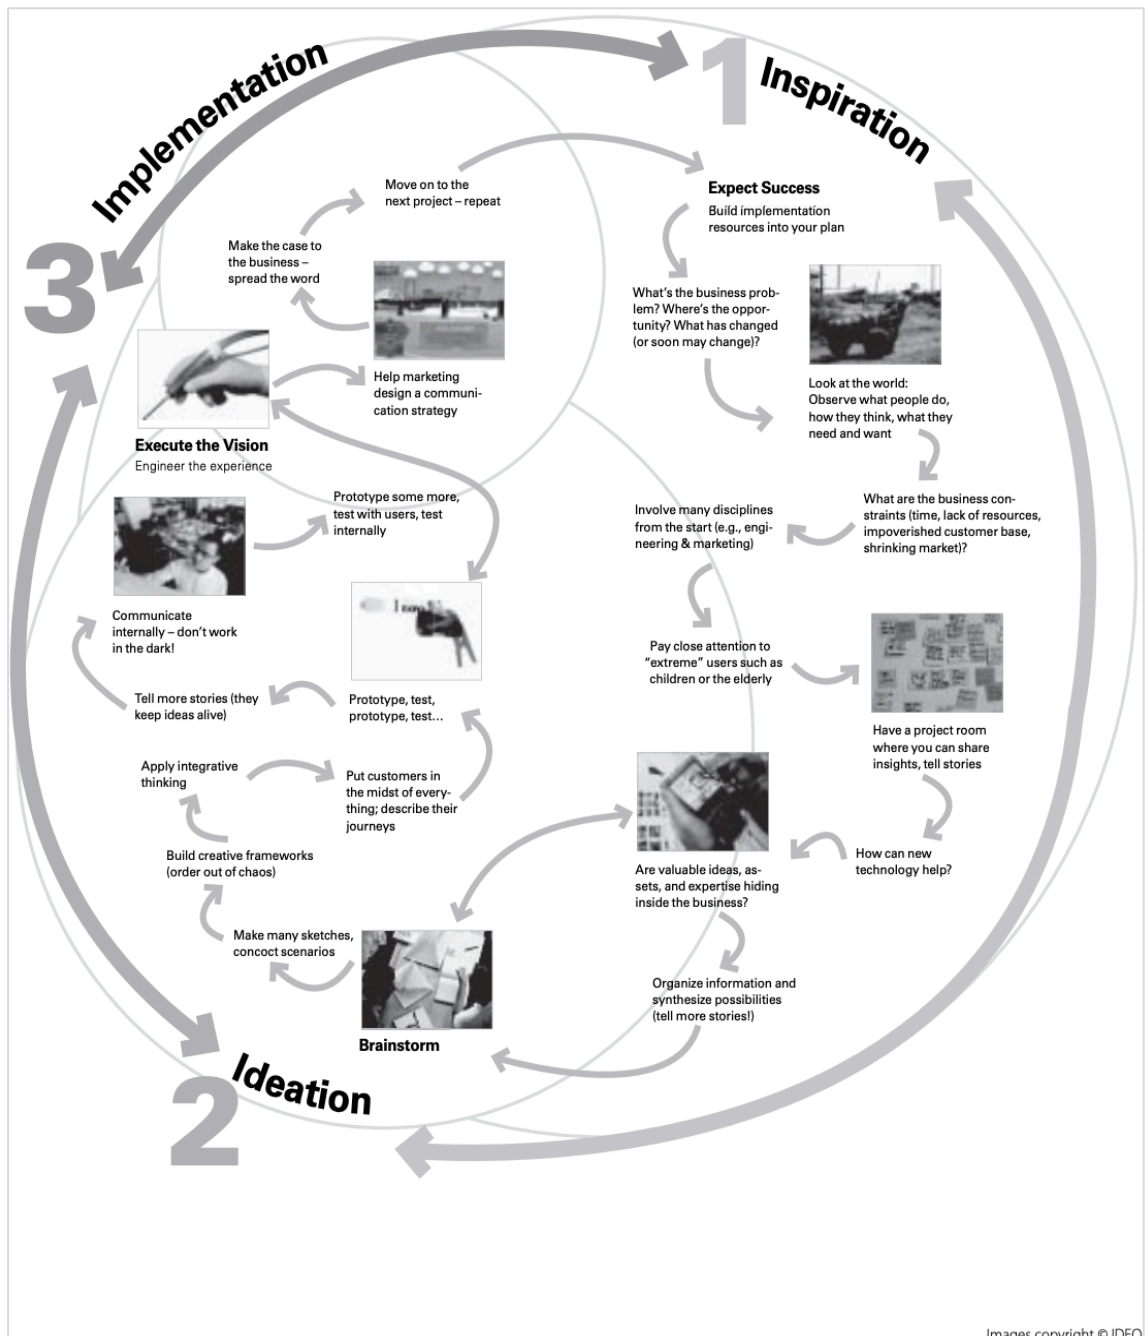 1
Inspiration
Expect Success
Build implementation
resources into your plan
What's the business prob-
lem? Where's the oppor-
tunity? What has changed
(or soon may change)?
Look at the world:
Observe what people do,
how they think, what they
need and want
What are the business con-
straints (time, lack of resources,
impoverished customer base,
shrinking market)?
Involve many disciplines
from the start (e.g., engi-
neering & marketing)
Pay close attention to
“extreme” users such as
children or the elderly
Have a project room
where you can share
insights, tell stories
How can new
technology help?
Are valuable ideas, as-
sets, and expertise hiding
inside the business?
Organize information and
synthesize possibilities
(tell more stories!)
2
Ideation
Brainstorm
Make many sketches,
concoct scenarios
Build creative frameworks
(order out of chaos)
Apply integrative
thinking
Put customers in
the midst of every-
thing; describe their
journeys
Prototype, test,
prototype, test…
Tell more stories (they
keep ideas alive)
Communicate
internally – don't work
in the dark!
Prototype some more,
test with users, test
internally
3
Implementation
Execute the Vision
Engineer the experience
Help marketing
design a communi-
cation strategy
Make the case to
the business –
spread the word
Move on to the
next project – repeat
Images copyright © IDEO